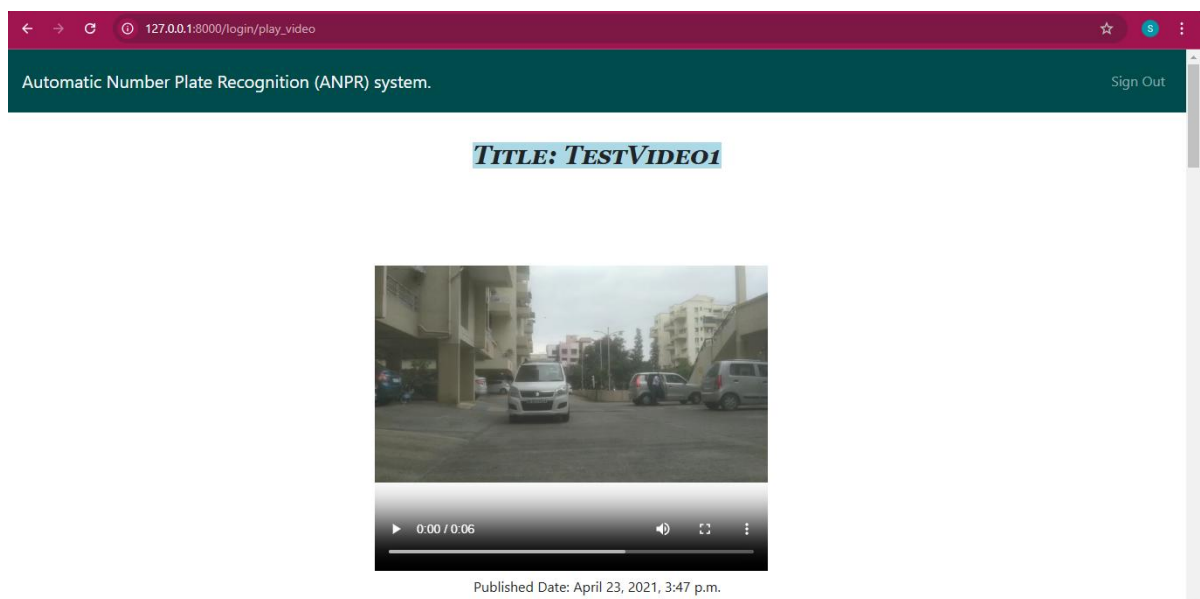 127.0.0.1:8000/login/play_video
S
Automatic Number Plate Recognition (ANPR) system.
Sign Out
Title: TestVideo1
0:00 / 0:06
Published Date: April 23, 2021, 3:47 p.m.